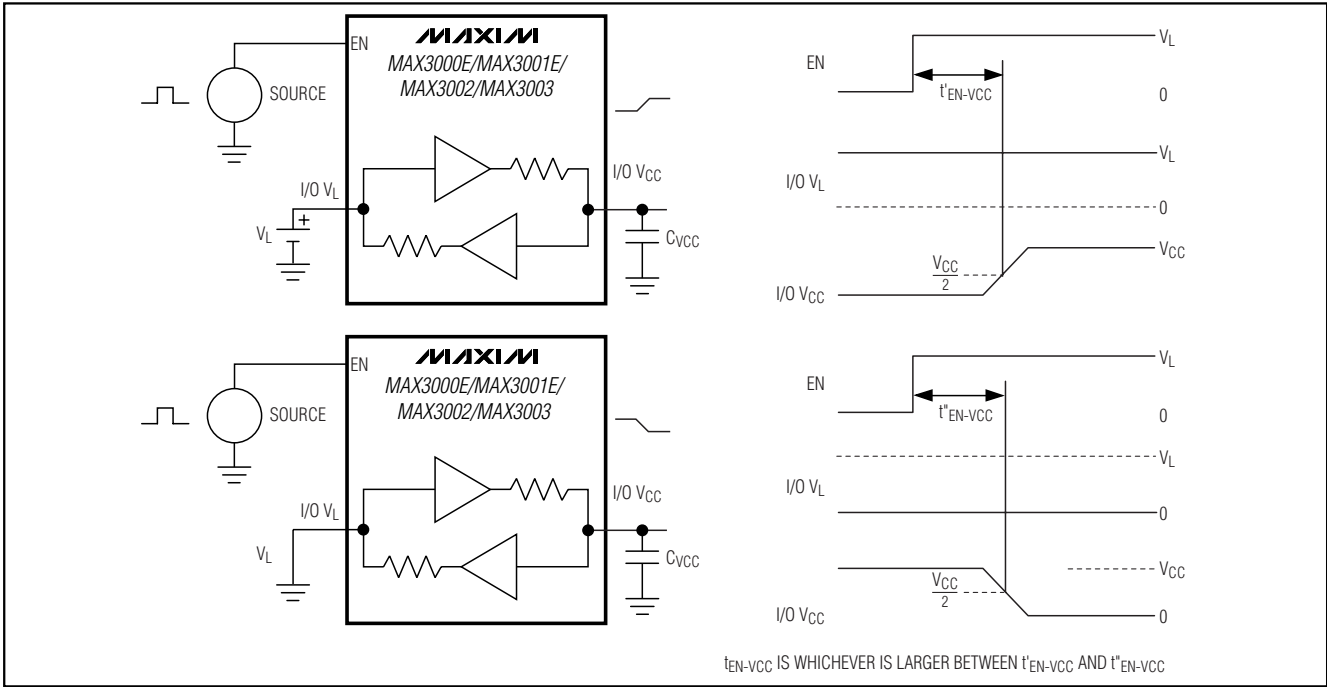 MAXIM
EN
MAX3000E/MAX3001E/
MAX3002/MAX3003
SOURCE
I/O VL
I/O VCC
VL
+
CVCC
EN
VL
t'EN-VCC
0
VL
I/O VL
0
VCC
VCC
2
I/O VCC
MAXIM
EN
MAX3000E/MAX3001E/
MAX3002/MAX3003
SOURCE
I/O VL
I/O VCC
VL
CVCC
VL
EN
t"EN-VCC
0
VL
I/O VL
0
VCC
VCC
2
I/O VCC
0
tEN-VCC IS WHICHEVER IS LARGER BETWEEN t'EN-VCC AND t"EN-VCC